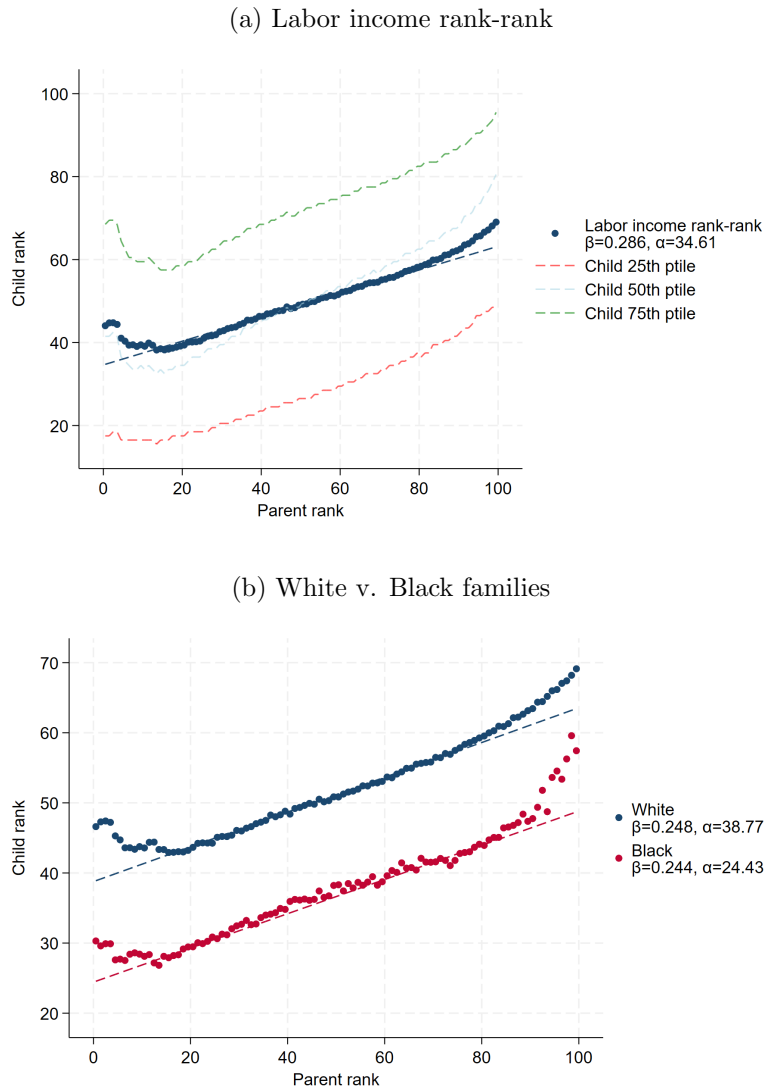 (a) Labor income rank-rank
100
80
60
40
20
Child rank
0 20 40 60 80 100
Parent rank
Labor income rank-rank
β=0.286, α=34.61
Child 25th ptile
Child 50th ptile
Child 75th ptile
(b) White v. Black families
70
60
50
40
30
20
Child rank
0 20 40 60 80 100
Parent rank
White
β=0.248, α=38.77
Black
β=0.244, α=24.43